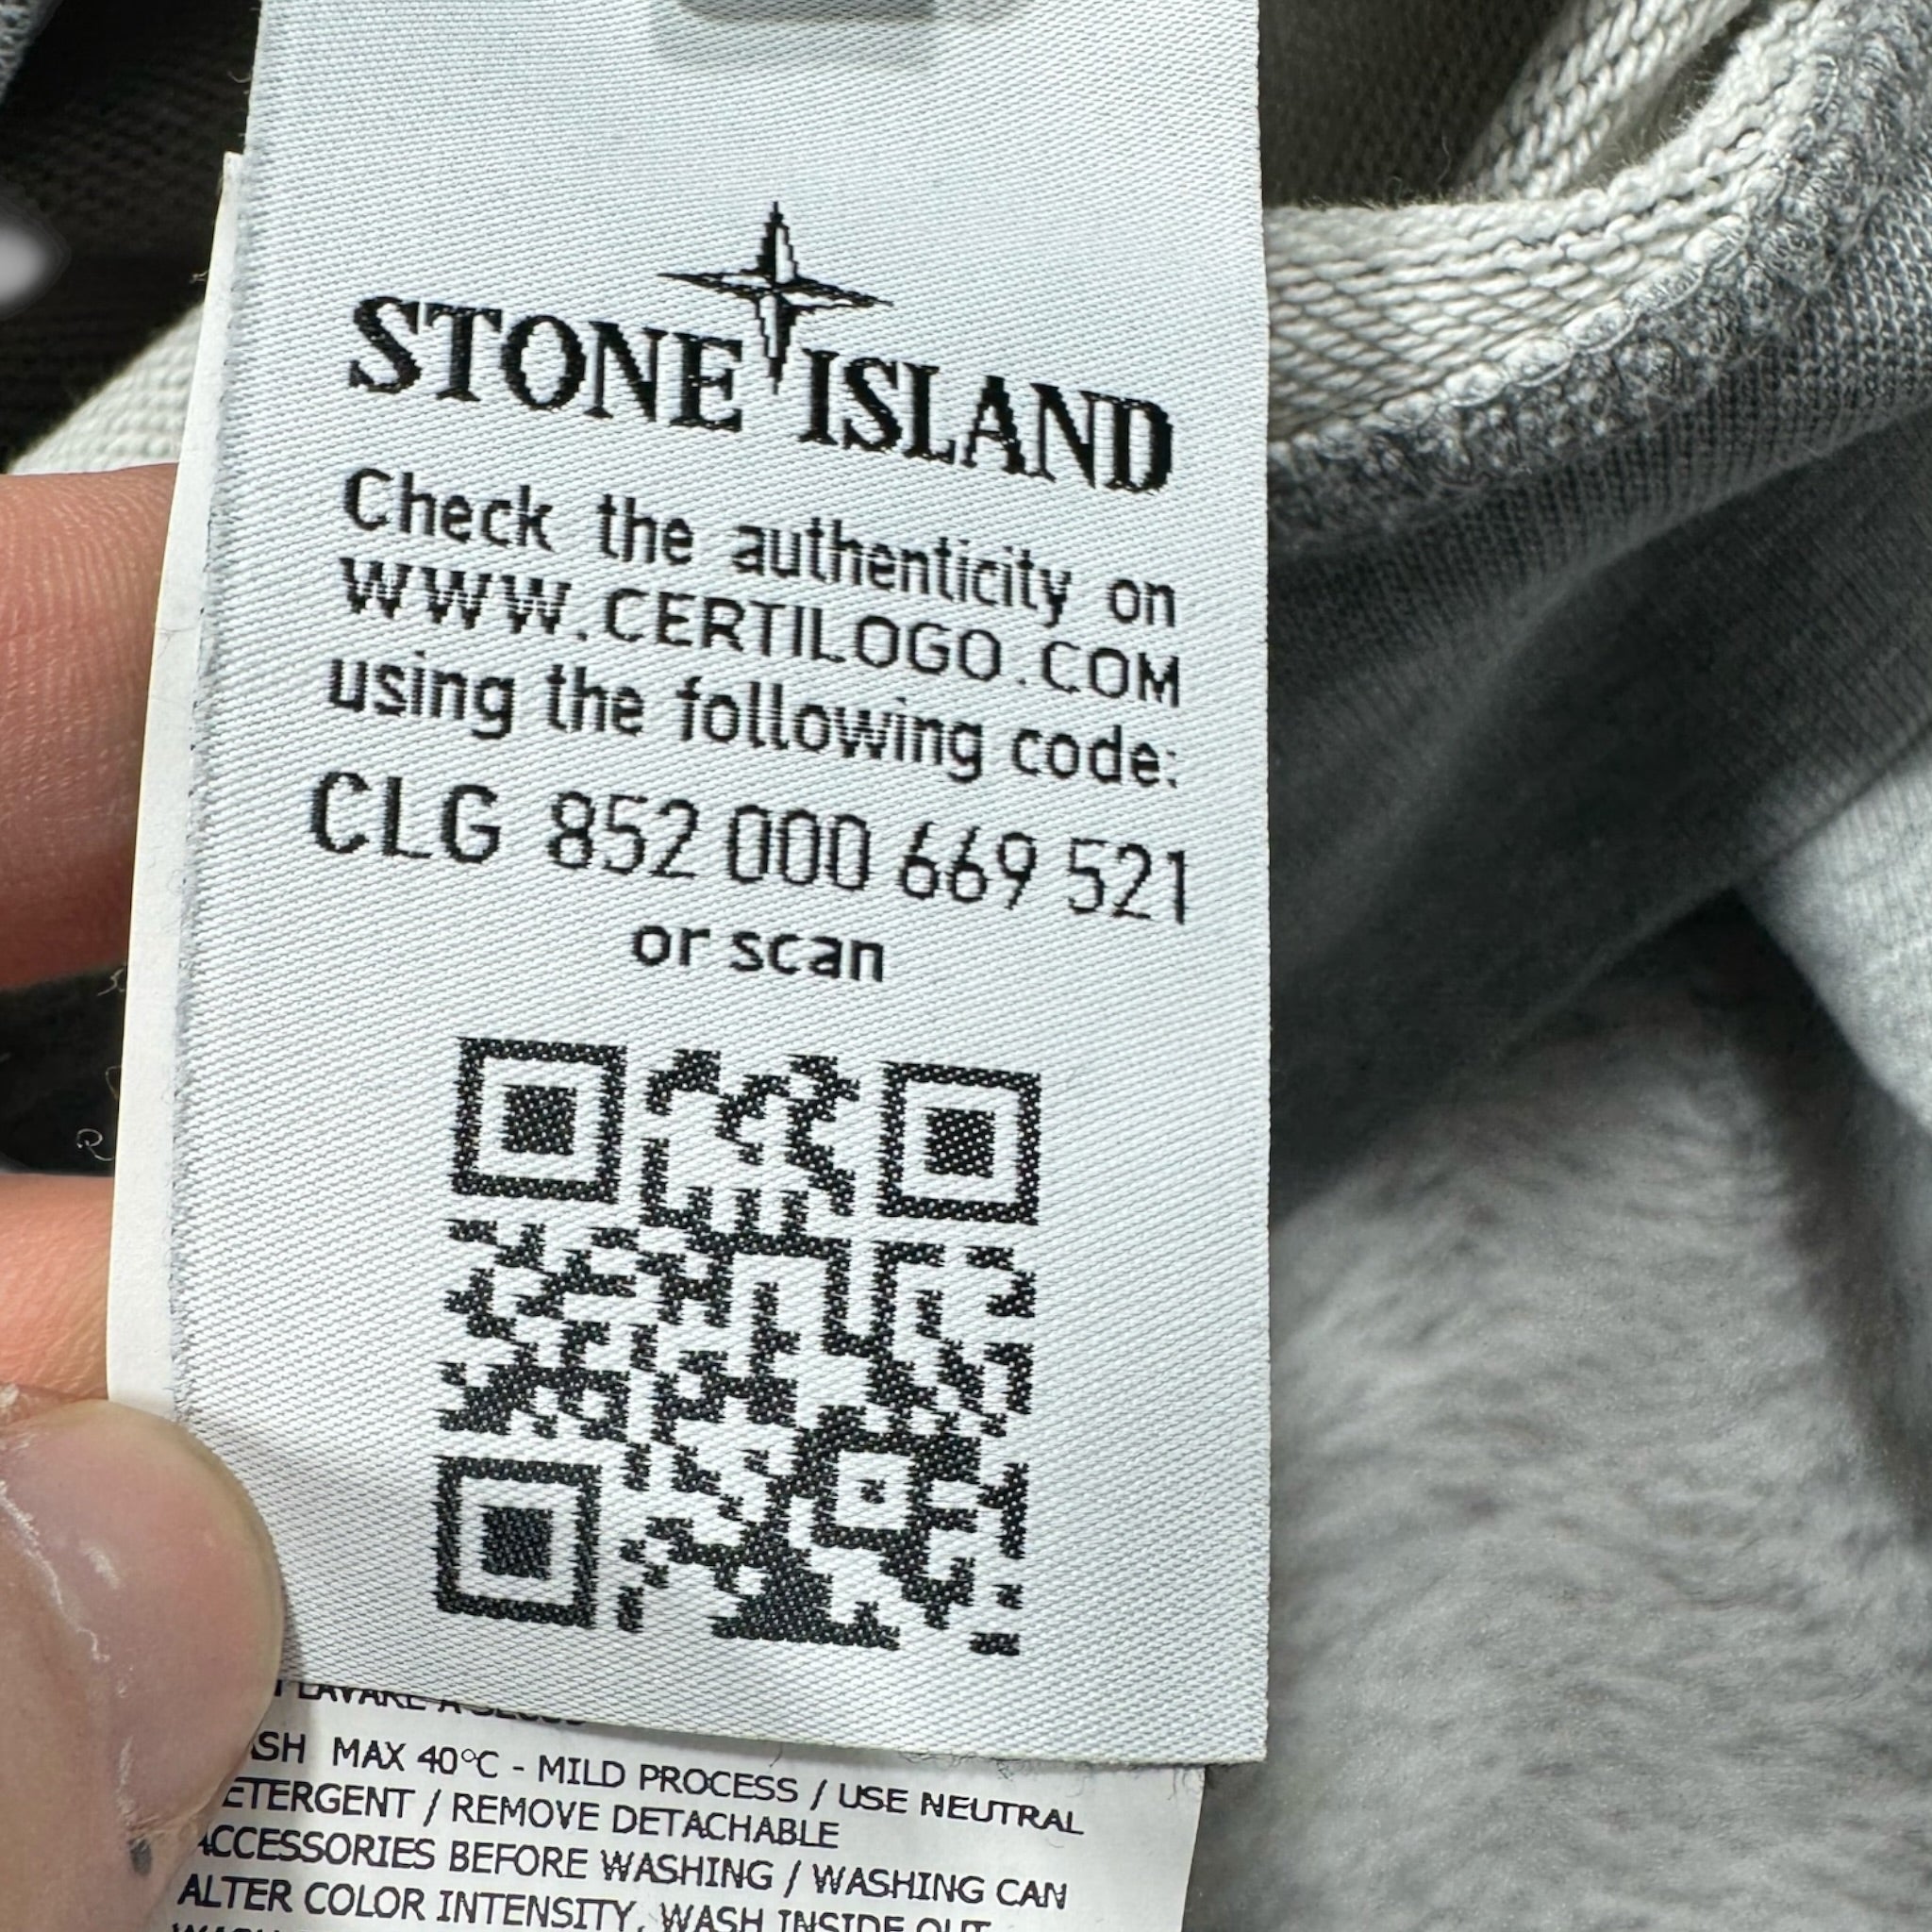 STONE ISLAND
Check the authenticity on
WWW.CERTILOGO.COM
using the following code:
CLG 852 000 669 521
or scan
LAVARE A
MAX 40°C - MILD PROCESS / USE NEUTRAL
/ REMOVE DETACHABLE
ACCESSORIES BEFORE WASHING / WASHING CAN
ALTER COLOR INTENSITY, WASH INSIDE OUT